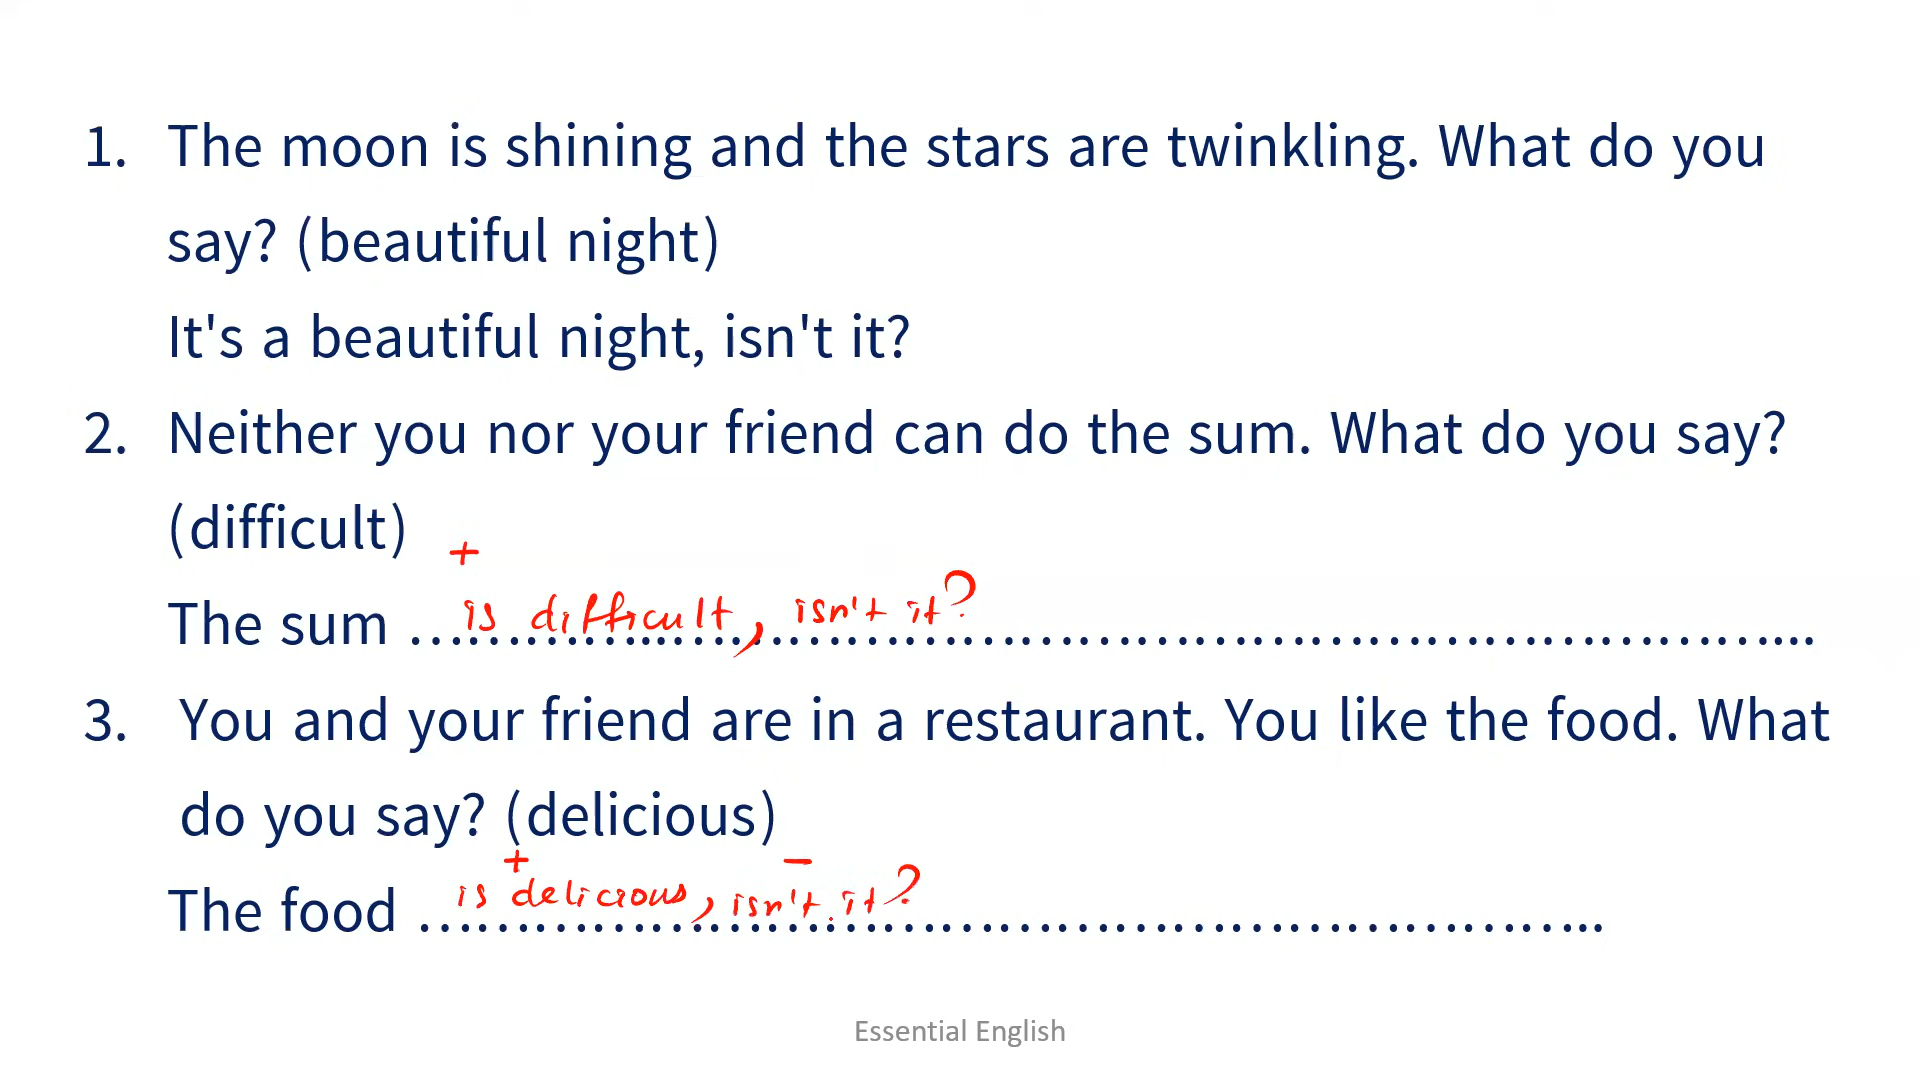 1. The moon is shining and the stars are twinkling. What do you
say? (beautiful night)
It's a beautiful night, isn't it?
2. Neither you nor your friend can do the sum. What do you say?
(difficult)
+
The sum ........ is difficult, isn't it? ........
3. You and your friend are in a restaurant. You like the food. What
do you say? (delicious)
+ −
The food ........ is delicious, isn't it? ........
Essential English